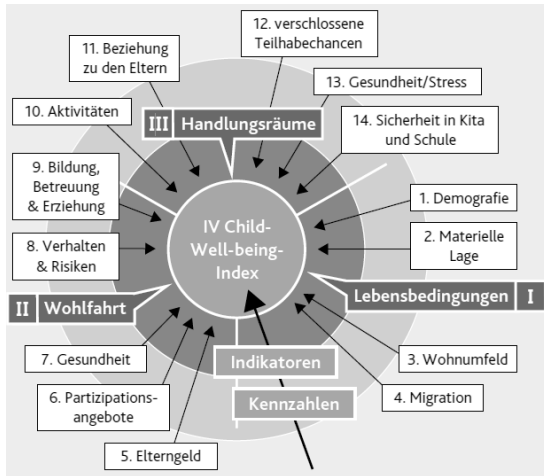 12. verschlossene
Teilhabechancen
11. Beziehung
zu den Eltern
13. Gesundheit/Stress
10. Aktivitäten
III Handlungsräume
14. Sicherheit in Kita
und Schule
9. Bildung,
Betreuung
& Erziehung
1. Demografie
IV Child-
Well-being-
Index
2. Materielle
Lage
8. Verhalten
& Risiken
II Wohlfahrt
Lebensbedingungen I
7. Gesundheit
Indikatoren
3. Wohnumfeld
6. Partizipations-
angebote
Kennzahlen
4. Migration
5. Elterngeld